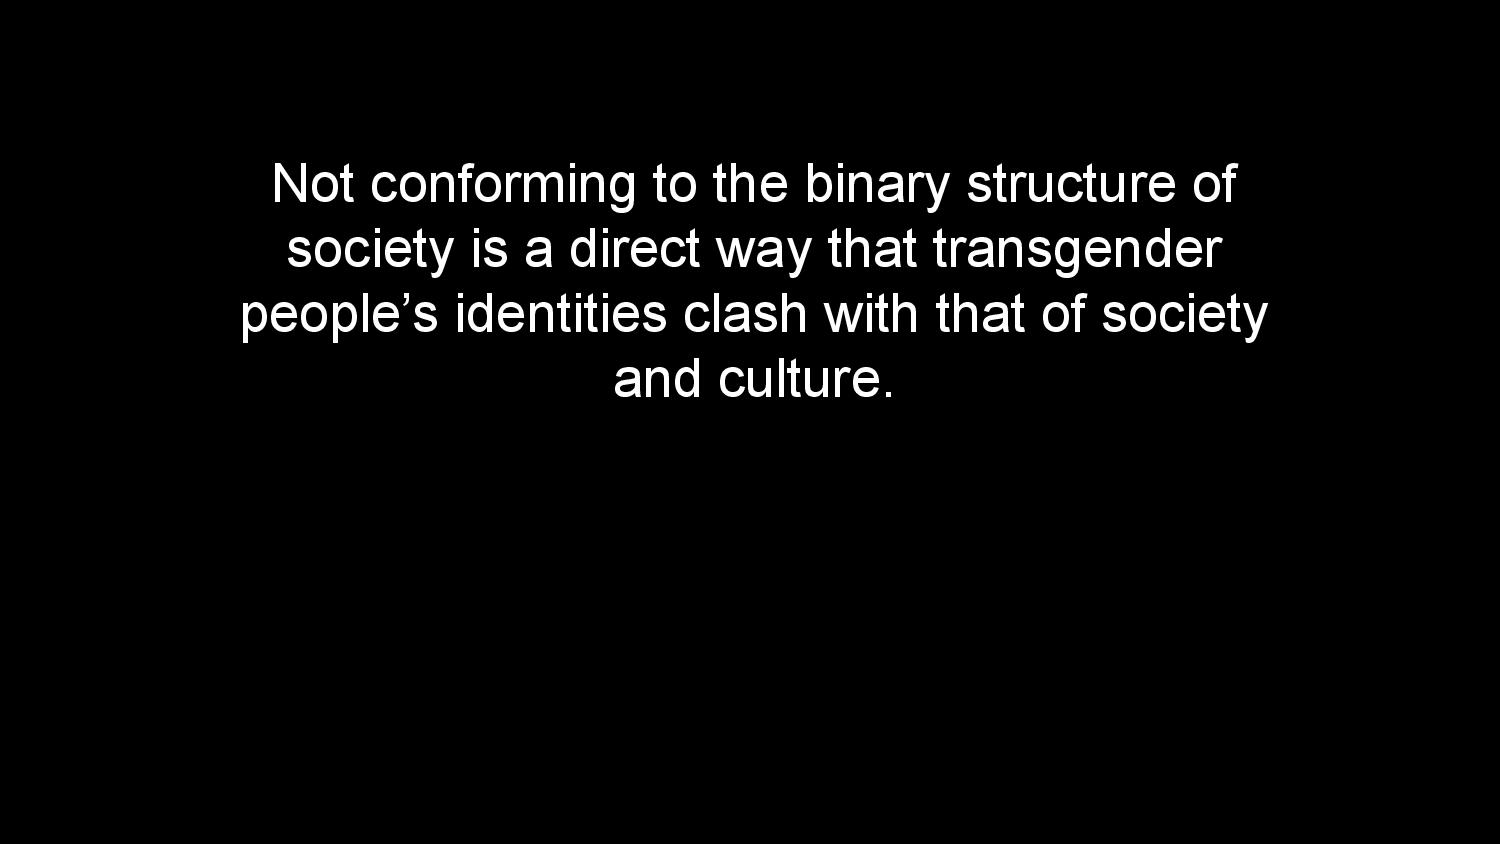 Not conforming to the binary structure of
society is a direct way that transgender
people’s identities clash with that of society
and culture.